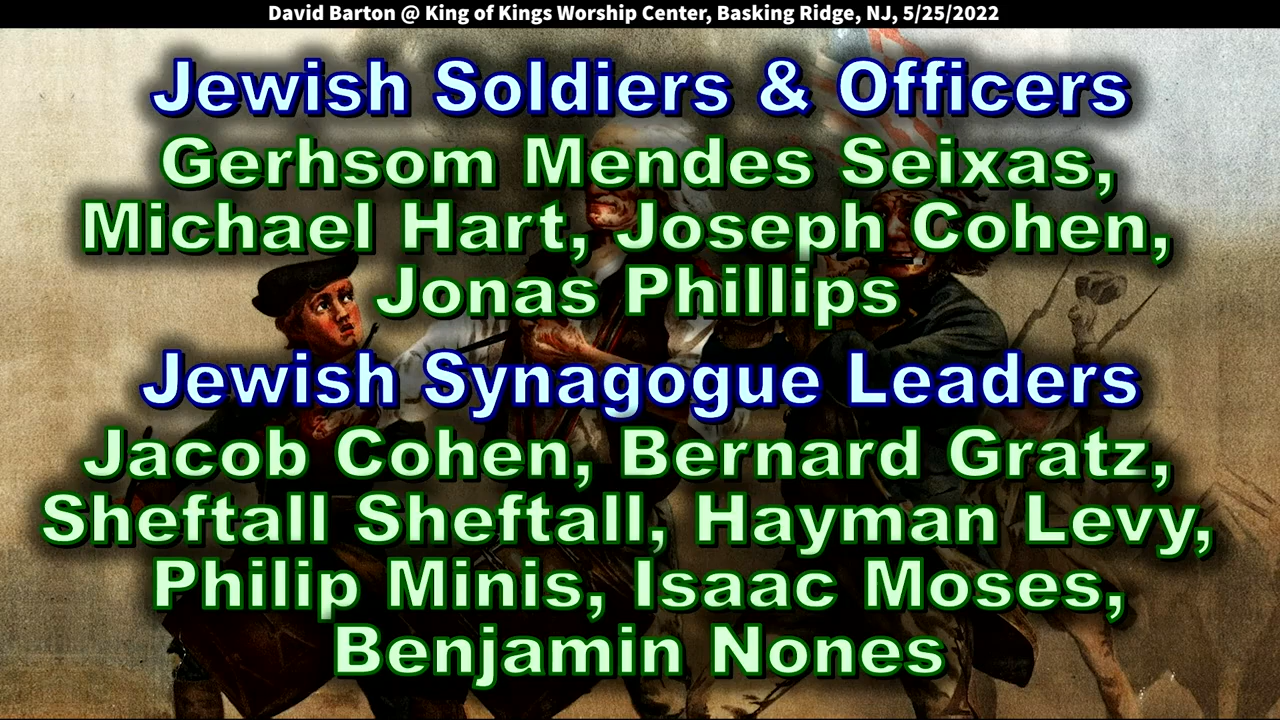 David Barton @ King of Kings Worship Center, Basking Ridge, NJ, 5/25/2022
Jewish Soldiers & Officers
Gerhsom Mendes Seixas,
Michael Hart, Joseph Cohen,
Jonas Phillips
Jewish Synagogue Leaders
Jacob Cohen, Bernard Gratz,
Sheftall Sheftall, Hayman Levy,
Philip Minis, Isaac Moses,
Benjamin Nones